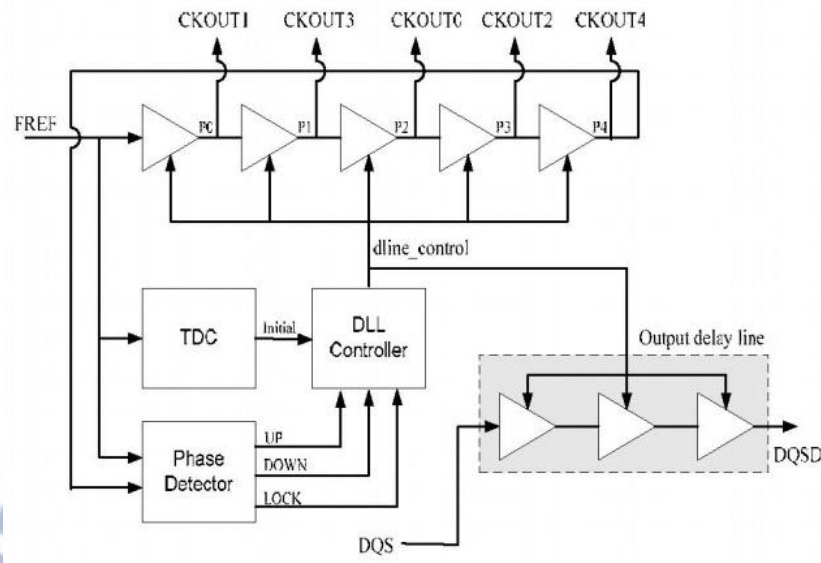 CKOUT1 CKOUT3 CKOUT0 CKOUT2 CKOUT4
FREF
P0 P1 P2 P3 P4
dline_control
TDC
Initial
DLL
Controller
Output delay line
Phase
Detector
UP
DOWN
LOCK
DQSD
DQS